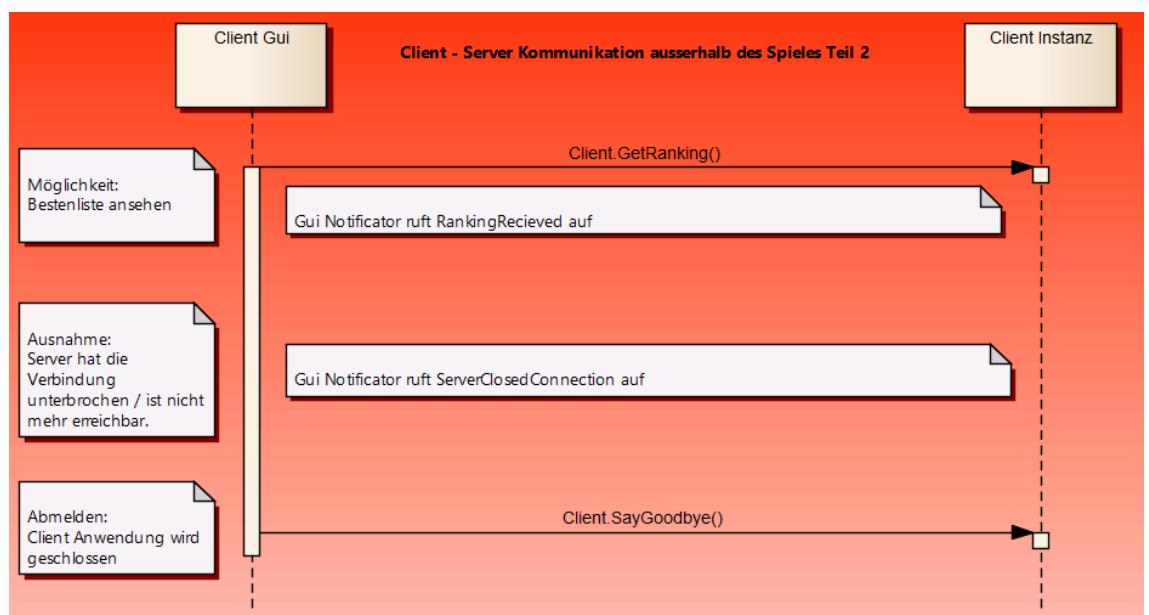 Client Gui
Client - Server Kommunikation ausserhalb des Spieles Teil 2
Client Instanz
Client.GetRanking()
Möglichkeit:
Bestenliste ansehen
Gui Notificator ruft RankingRecieved auf
Ausnahme:
Server hat die
Verbindung
unterbrochen / ist nicht
mehr erreichbar.
Gui Notificator ruft ServerClosedConnection auf
Abmelden:
Client Anwendung wird
geschlossen
Client.SayGoodbye()